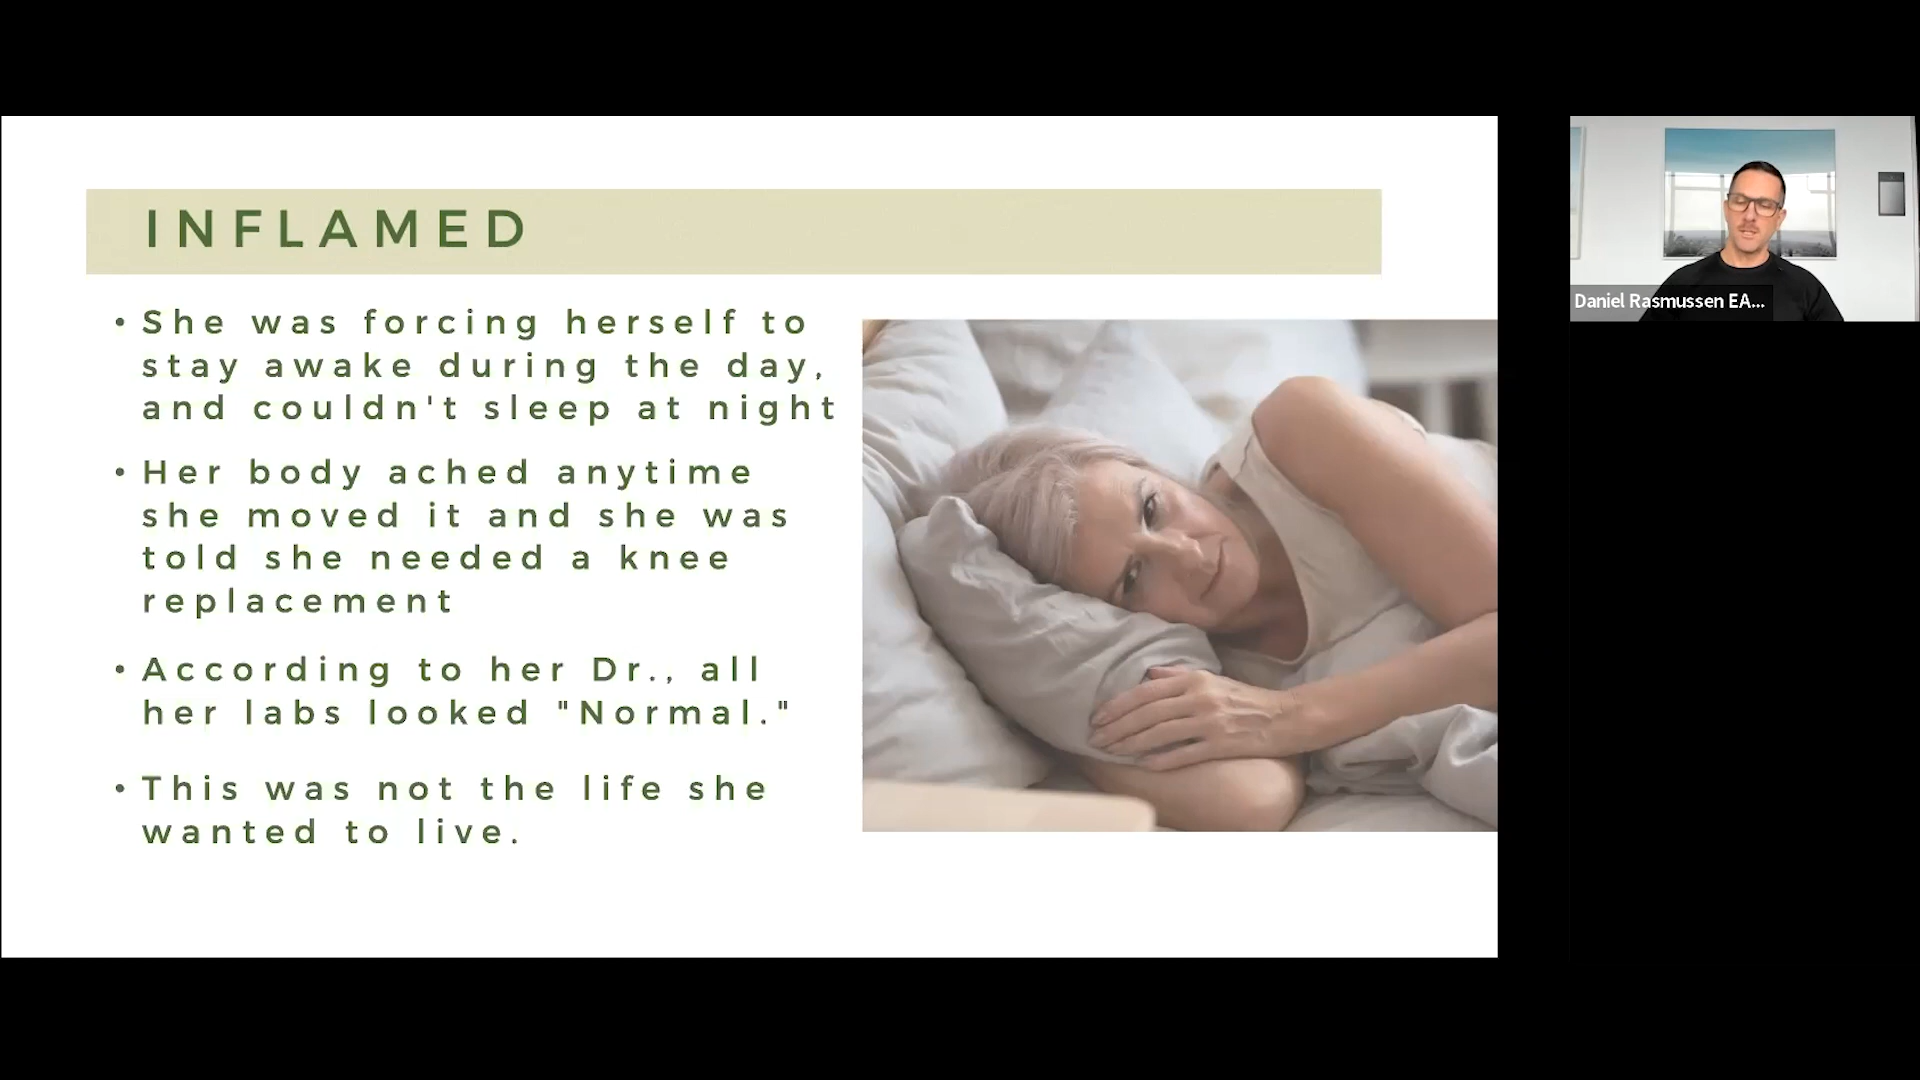 INFLAMED
• She was forcing herself to
stay awake during the day,
and couldn't sleep at night
• Her body ached anytime
she moved it and she was
told she needed a knee
replacement
• According to her Dr., all
her labs looked "Normal."
• This was not the life she
wanted to live.
Daniel Rasmussen EA...